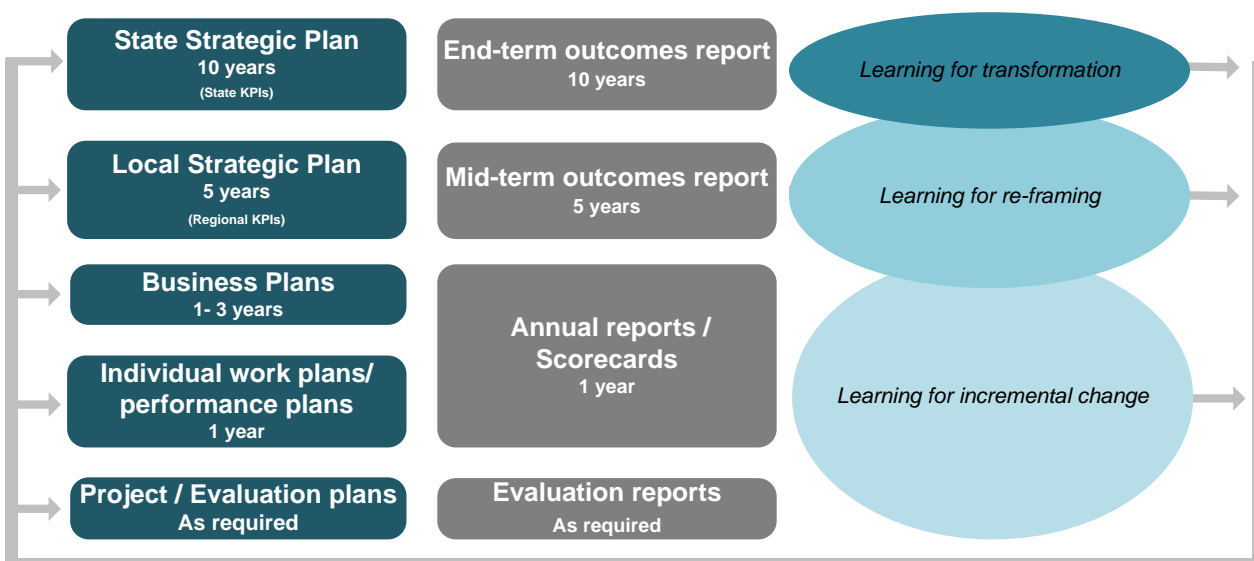 State Strategic Plan
10 years
(State KPIs)
End-term outcomes report
10 years
Learning for transformation
Local Strategic Plan
5 years
(Regional KPIs)
Mid-term outcomes report
5 years
Learning for re-framing
Business Plans
1- 3 years
Annual reports /
Scorecards
1 year
Learning for incremental change
Individual work plans/
performance plans
1 year
Project / Evaluation plans
As required
Evaluation reports
As required